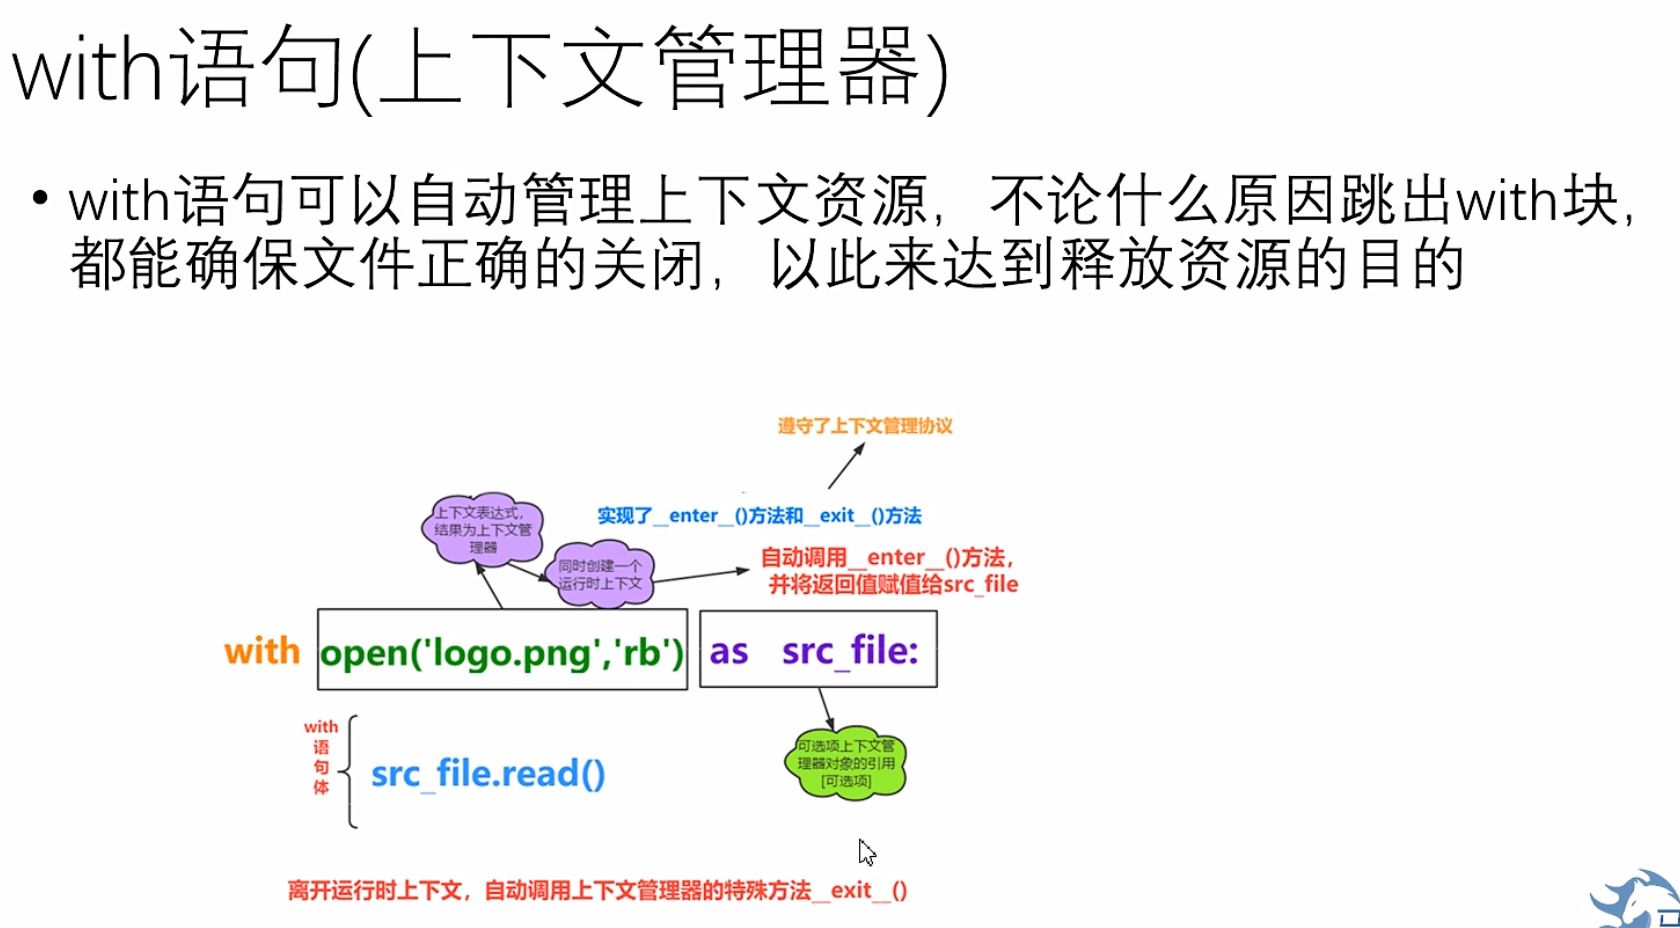 with语句(上下文管理器)
• with语句可以自动管理上下文资源，不论什么原因跳出with块，
都能确保文件正确的关闭，以此来达到释放资源的目的
遵守了上下文管理协议
实现了__enter__()方法和__exit__()方法
上下文表达式，
结果为上下文管
理器
同时创建一个
运行时上下文
自动调用__enter__()方法，
并将返回值赋值给src_file
with open('logo.png','rb') as src_file:
with
语
句
体
src_file.read()
可选项上下文管
理器对象的引用
[可选项]
离开运行时上下文，自动调用上下文管理器的特殊方法__exit__()